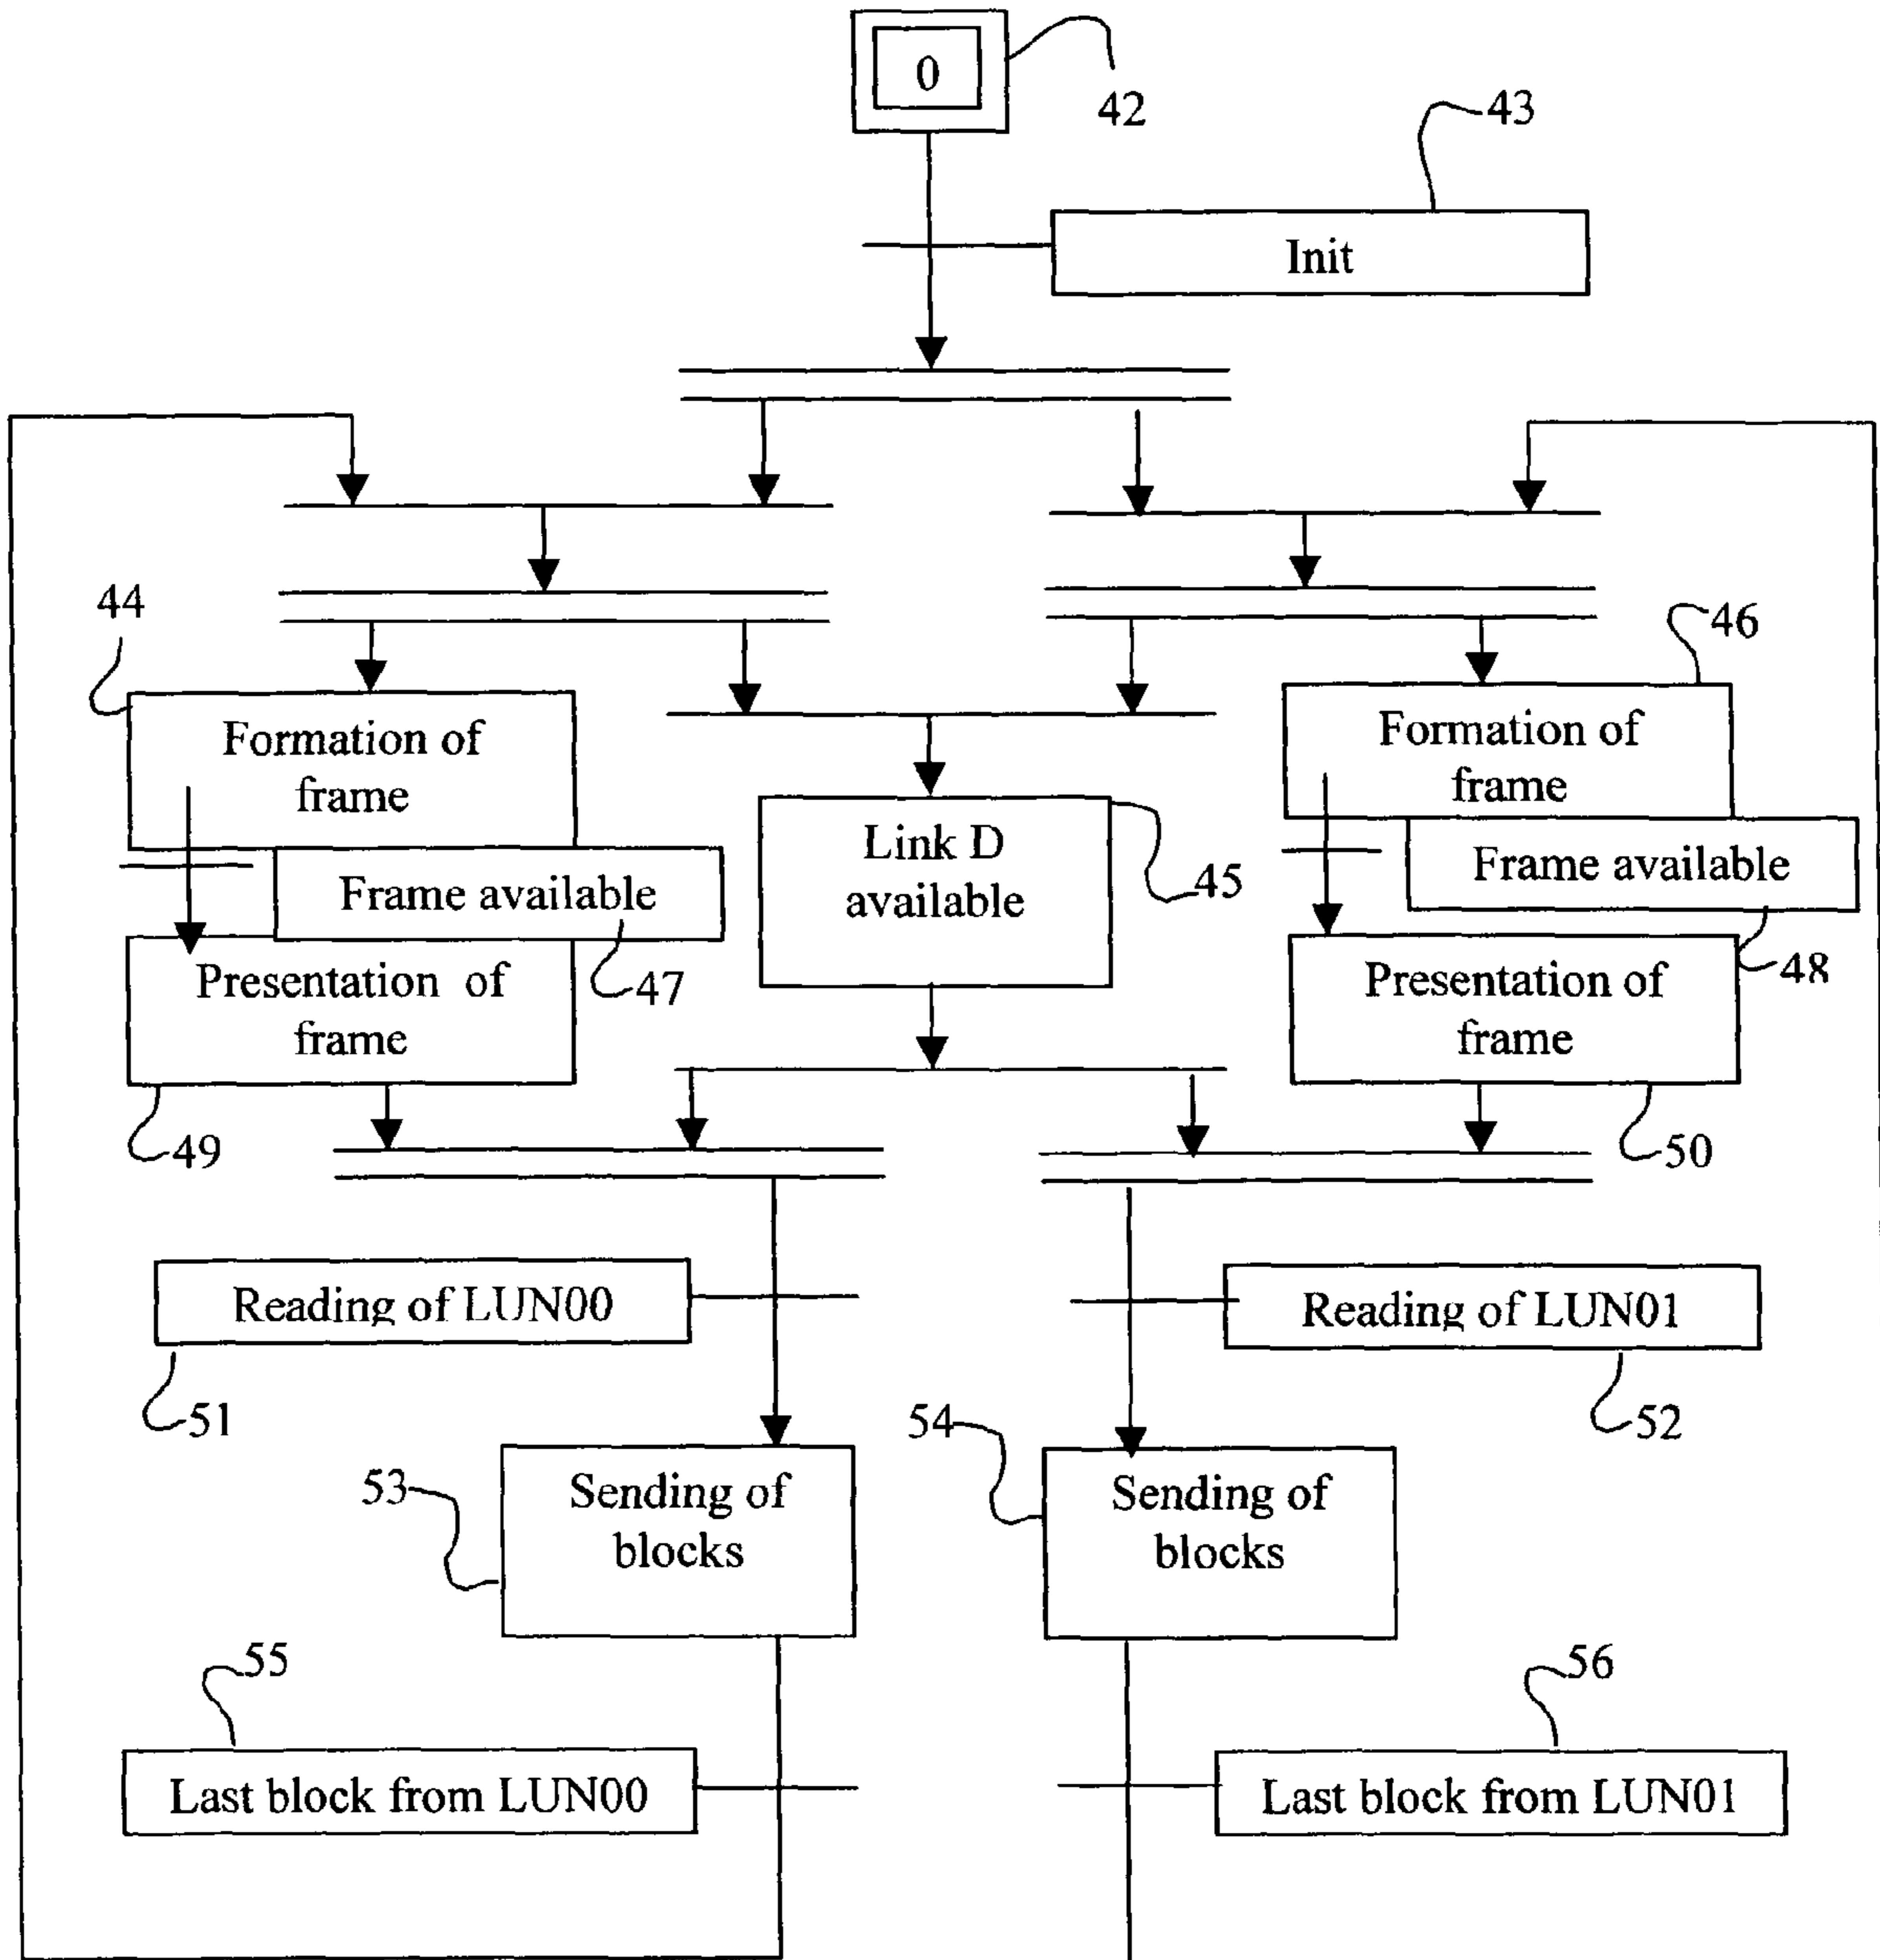 0
42
43
Init
44
46
Formation of
frame
Formation of
frame
Link D
available
45
Frame available
Frame available
47
48
Presentation of
frame
Presentation of
frame
49
50
Reading of LUN00
Reading of LUN01
51
52
53
54
Sending of
blocks
Sending of
blocks
55
56
Last block from LUN00
Last block from LUN01